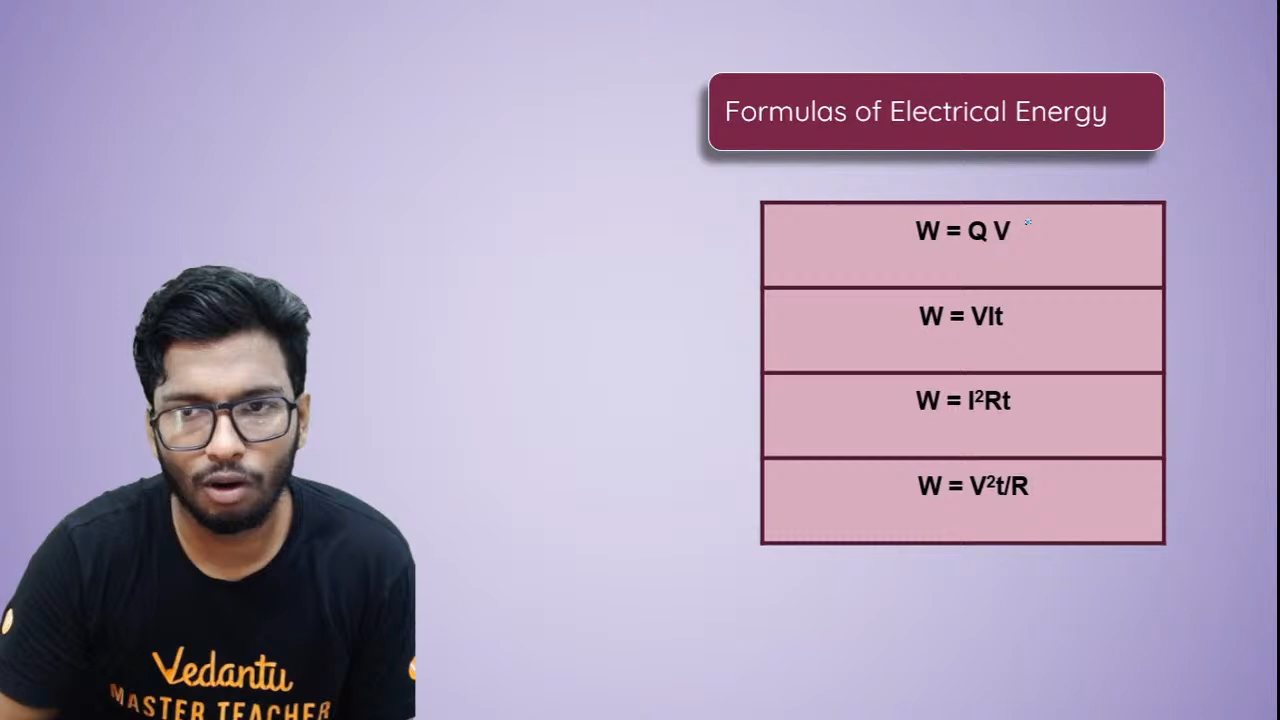 Formulas of Electrical Energy
W = Q V
W = VIt
W = I²Rt
W = V²t/R
Vedantu
MASTER TEACHER